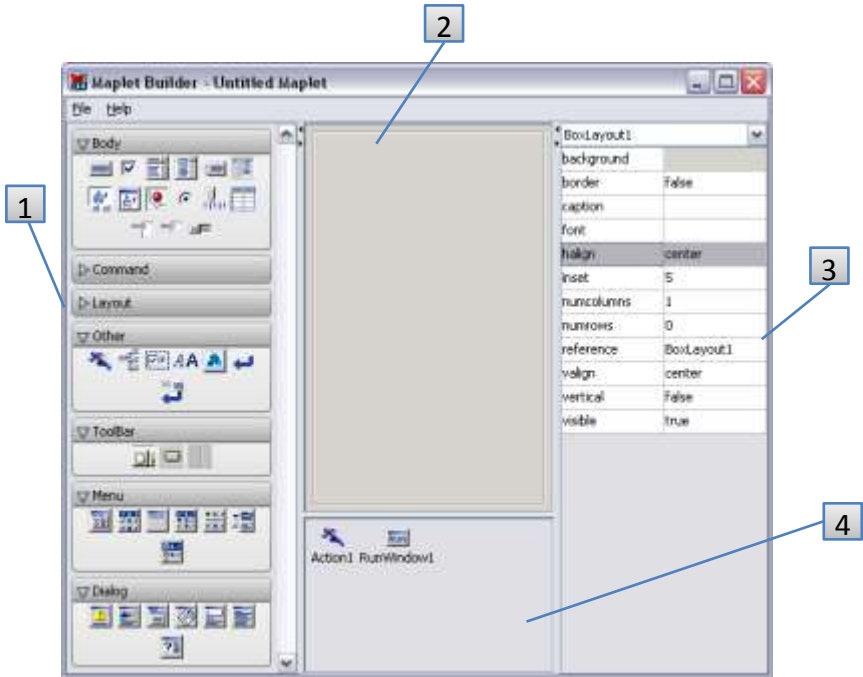 2
Maplet Builder - Untitled Maplet
File Help
Body
1
Command
Layout
Other
ToolBar
Menu
Dialog
Action1 RunWindow1
BoxLayout1
background
border false
caption
font
halign center
inset 5
numcolumns 1
numrows 0
reference BoxLayout1
valign center
vertical false
visible true
3
4